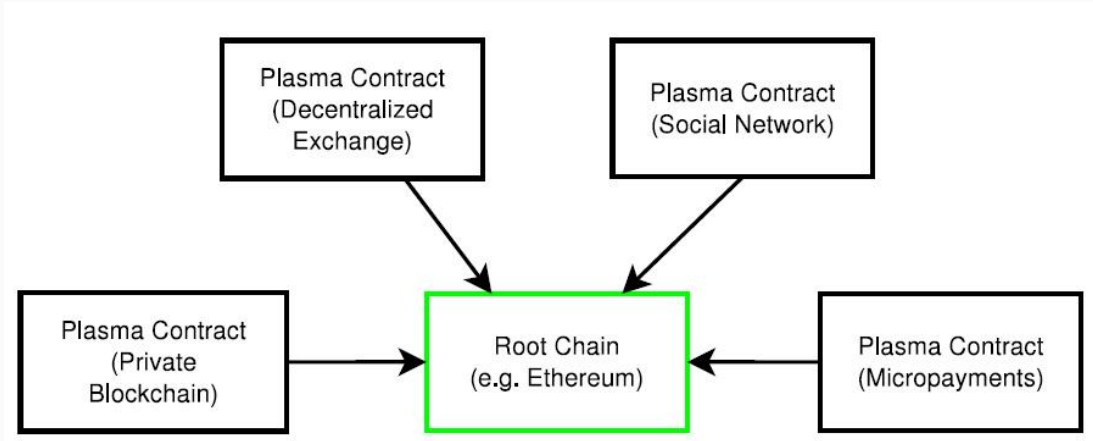 Plasma Contract
(Decentralized
Exchange)
Plasma Contract
(Social Network)
Plasma Contract
(Private
Blockchain)
Root Chain
(e.g. Ethereum)
Plasma Contract
(Micropayments)